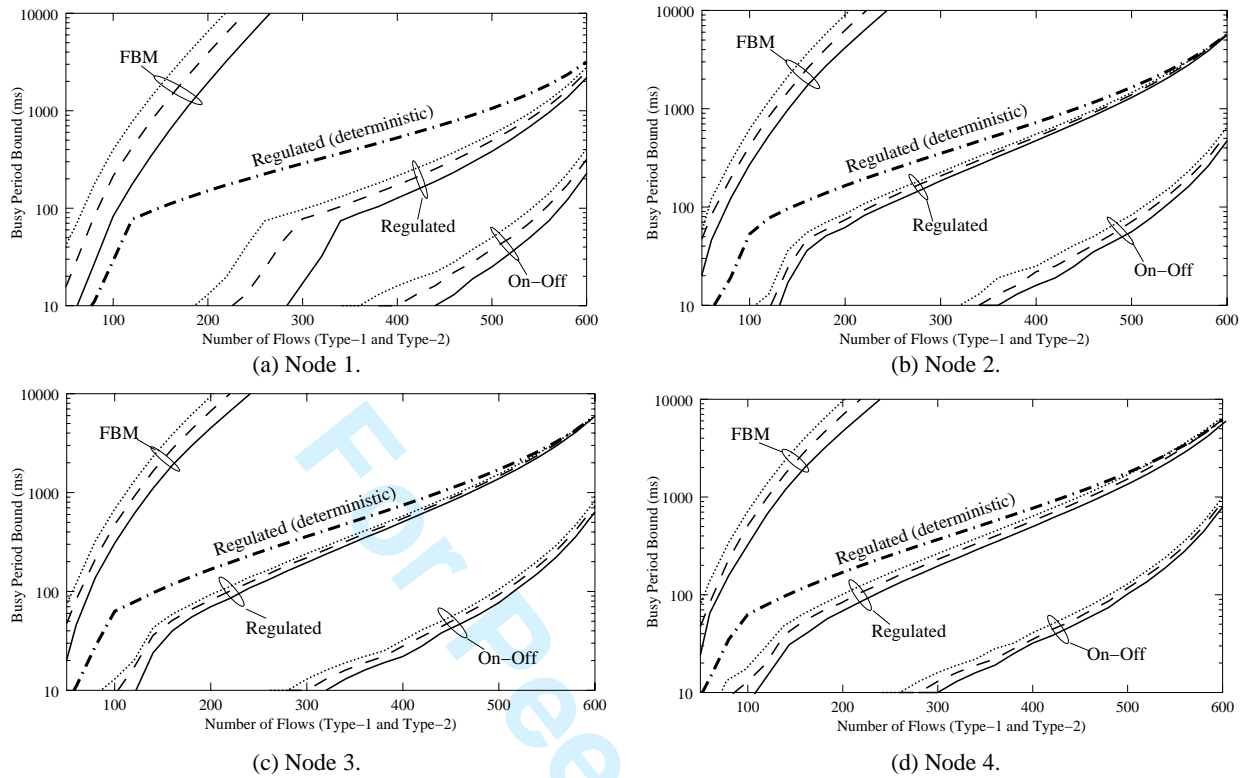 10000
1000
100
10
Busy Period Bound (ms)
FBM
Regulated (deterministic)
Regulated
On−Off
100 200 300 400 500 600
Number of Flows (Type−1 and Type−2)
(a) Node 1.
10000
1000
100
10
Busy Period Bound (ms)
FBM
Regulated (deterministic)
Regulated
On−Off
100 200 300 400 500 600
Number of Flows (Type−1 and Type−2)
(b) Node 2.
10000
1000
100
10
Busy Period Bound (ms)
FBM
Regulated (deterministic)
Regulated
On−Off
100 200 300 400 500 600
Number of Flows (Type−1 and Type−2)
(c) Node 3.
10000
1000
100
10
Busy Period Bound (ms)
FBM
Regulated (deterministic)
Regulated
On−Off
100 200 300 400 500 600
Number of Flows (Type−1 and Type−2)
(d) Node 4.
For Pee